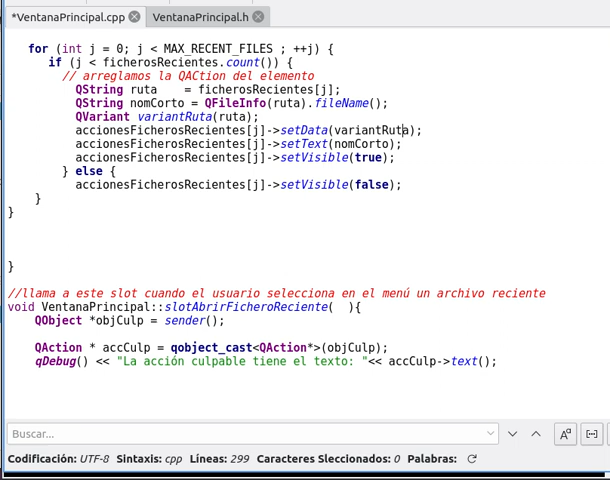 *VentanaPrincipal.cpp VentanaPrincipal.h
for (int j = 0; j < MAX_RECENT_FILES ; ++j) {
if (j < ficherosRecientes.count()) {
// arreglamos la QACtion del elemento
QString ruta = ficherosRecientes[j];
QString nomCorto = QFileInfo(ruta).fileName();
QVariant variantRuta(ruta);
accionesFicherosRecientes[j]->setData(variantRuta);
accionesFicherosRecientes[j]->setText(nomCorto);
accionesFicherosRecientes[j]->setVisible(true);
} else {
accionesFicherosRecientes[j]->setVisible(false);
}
}
}
//llama a este slot cuando el usuario selecciona en el menú un archivo reciente
void VentanaPrincipal::slotAbrirFicheroReciente( ){
QObject *objCulp = sender();
QAction * accCulp = qobject_cast<QAction*>(objCulp);
qDebug() << "La acción culpable tiene el texto: "<< accCulp->text();
Buscar...
Codificación: UTF-8 Sintaxis: cpp Líneas: 299 Caracteres Sleccionados: 0 Palabras: